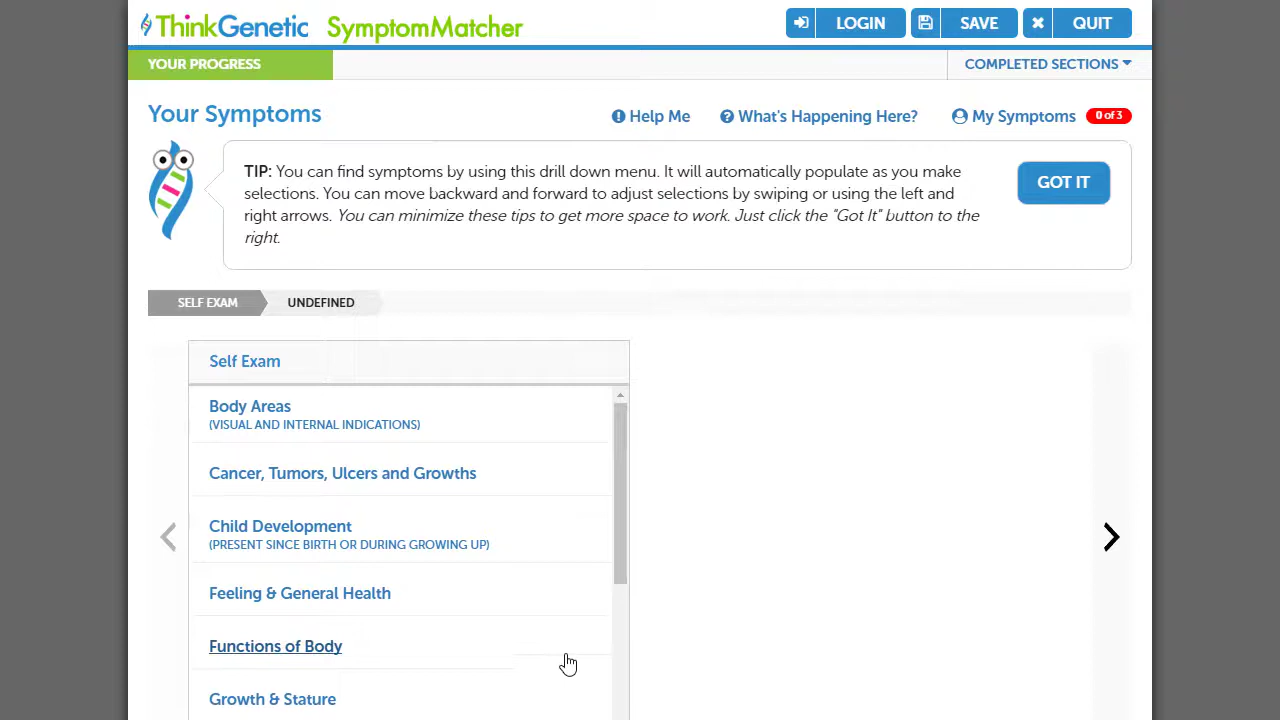 ThinkGenetic SymptomMatcher LOGIN SAVE QUIT
YOUR PROGRESS COMPLETED SECTIONS
Your Symptoms Help Me What's Happening Here? My Symptoms 0 of 3
TIP: You can find symptoms by using this drill down menu. It will automatically populate as you make
selections. You can move backward and forward to adjust selections by swiping or using the left and
right arrows. You can minimize these tips to get more space to work. Just click the "Got It" button to the
right.
GOT IT
SELF EXAM UNDEFINED
Self Exam
Body Areas
(VISUAL AND INTERNAL INDICATIONS)
Cancer, Tumors, Ulcers and Growths
Child Development
(PRESENT SINCE BIRTH OR DURING GROWING UP)
Feeling & General Health
Functions of Body
Growth & Stature